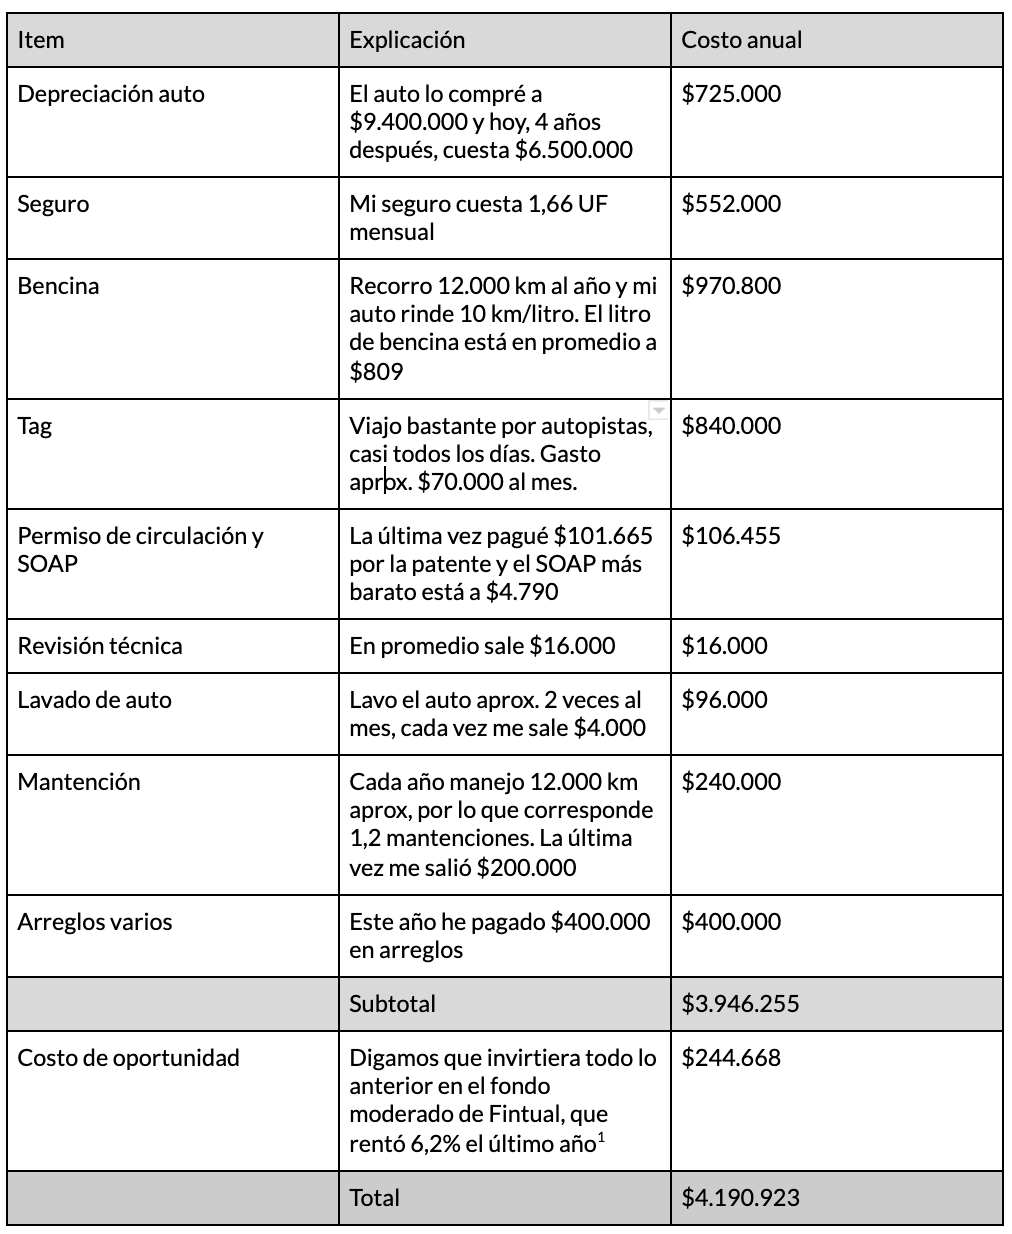 Item
Explicación
Costo anual
Depreciación auto
El auto lo compré a
$9.400.000 y hoy, 4 años
después, cuesta $6.500.000
$725.000
Seguro
Mi seguro cuesta 1,66 UF
mensual
$552.000
Bencina
Recorro 12.000 km al año y mi
auto rinde 10 km/litro. El litro
de bencina está en promedio a
$809
$970.800
Tag
Viajo bastante por autopistas,
casi todos los días. Gasto
aprox. $70.000 al mes.
$840.000
Permiso de circulación y
SOAP
La última vez pagué $101.665
por la patente y el SOAP más
barato está a $4.790
$106.455
Revisión técnica
En promedio sale $16.000
$16.000
Lavado de auto
Lavo el auto aprox. 2 veces al
mes, cada vez me sale $4.000
$96.000
Mantención
Cada año manejo 12.000 km
aprox, por lo que corresponde
1,2 mantenciones. La última
vez me salió $200.000
$240.000
Arreglos varios
Este año he pagado $400.000
en arreglos
$400.000
Subtotal
$3.946.255
Costo de oportunidad
Digamos que invirtiera todo lo
anterior en el fondo
moderado de Fintual, que
rentó 6,2% el último año¹
$244.668
Total
$4.190.923